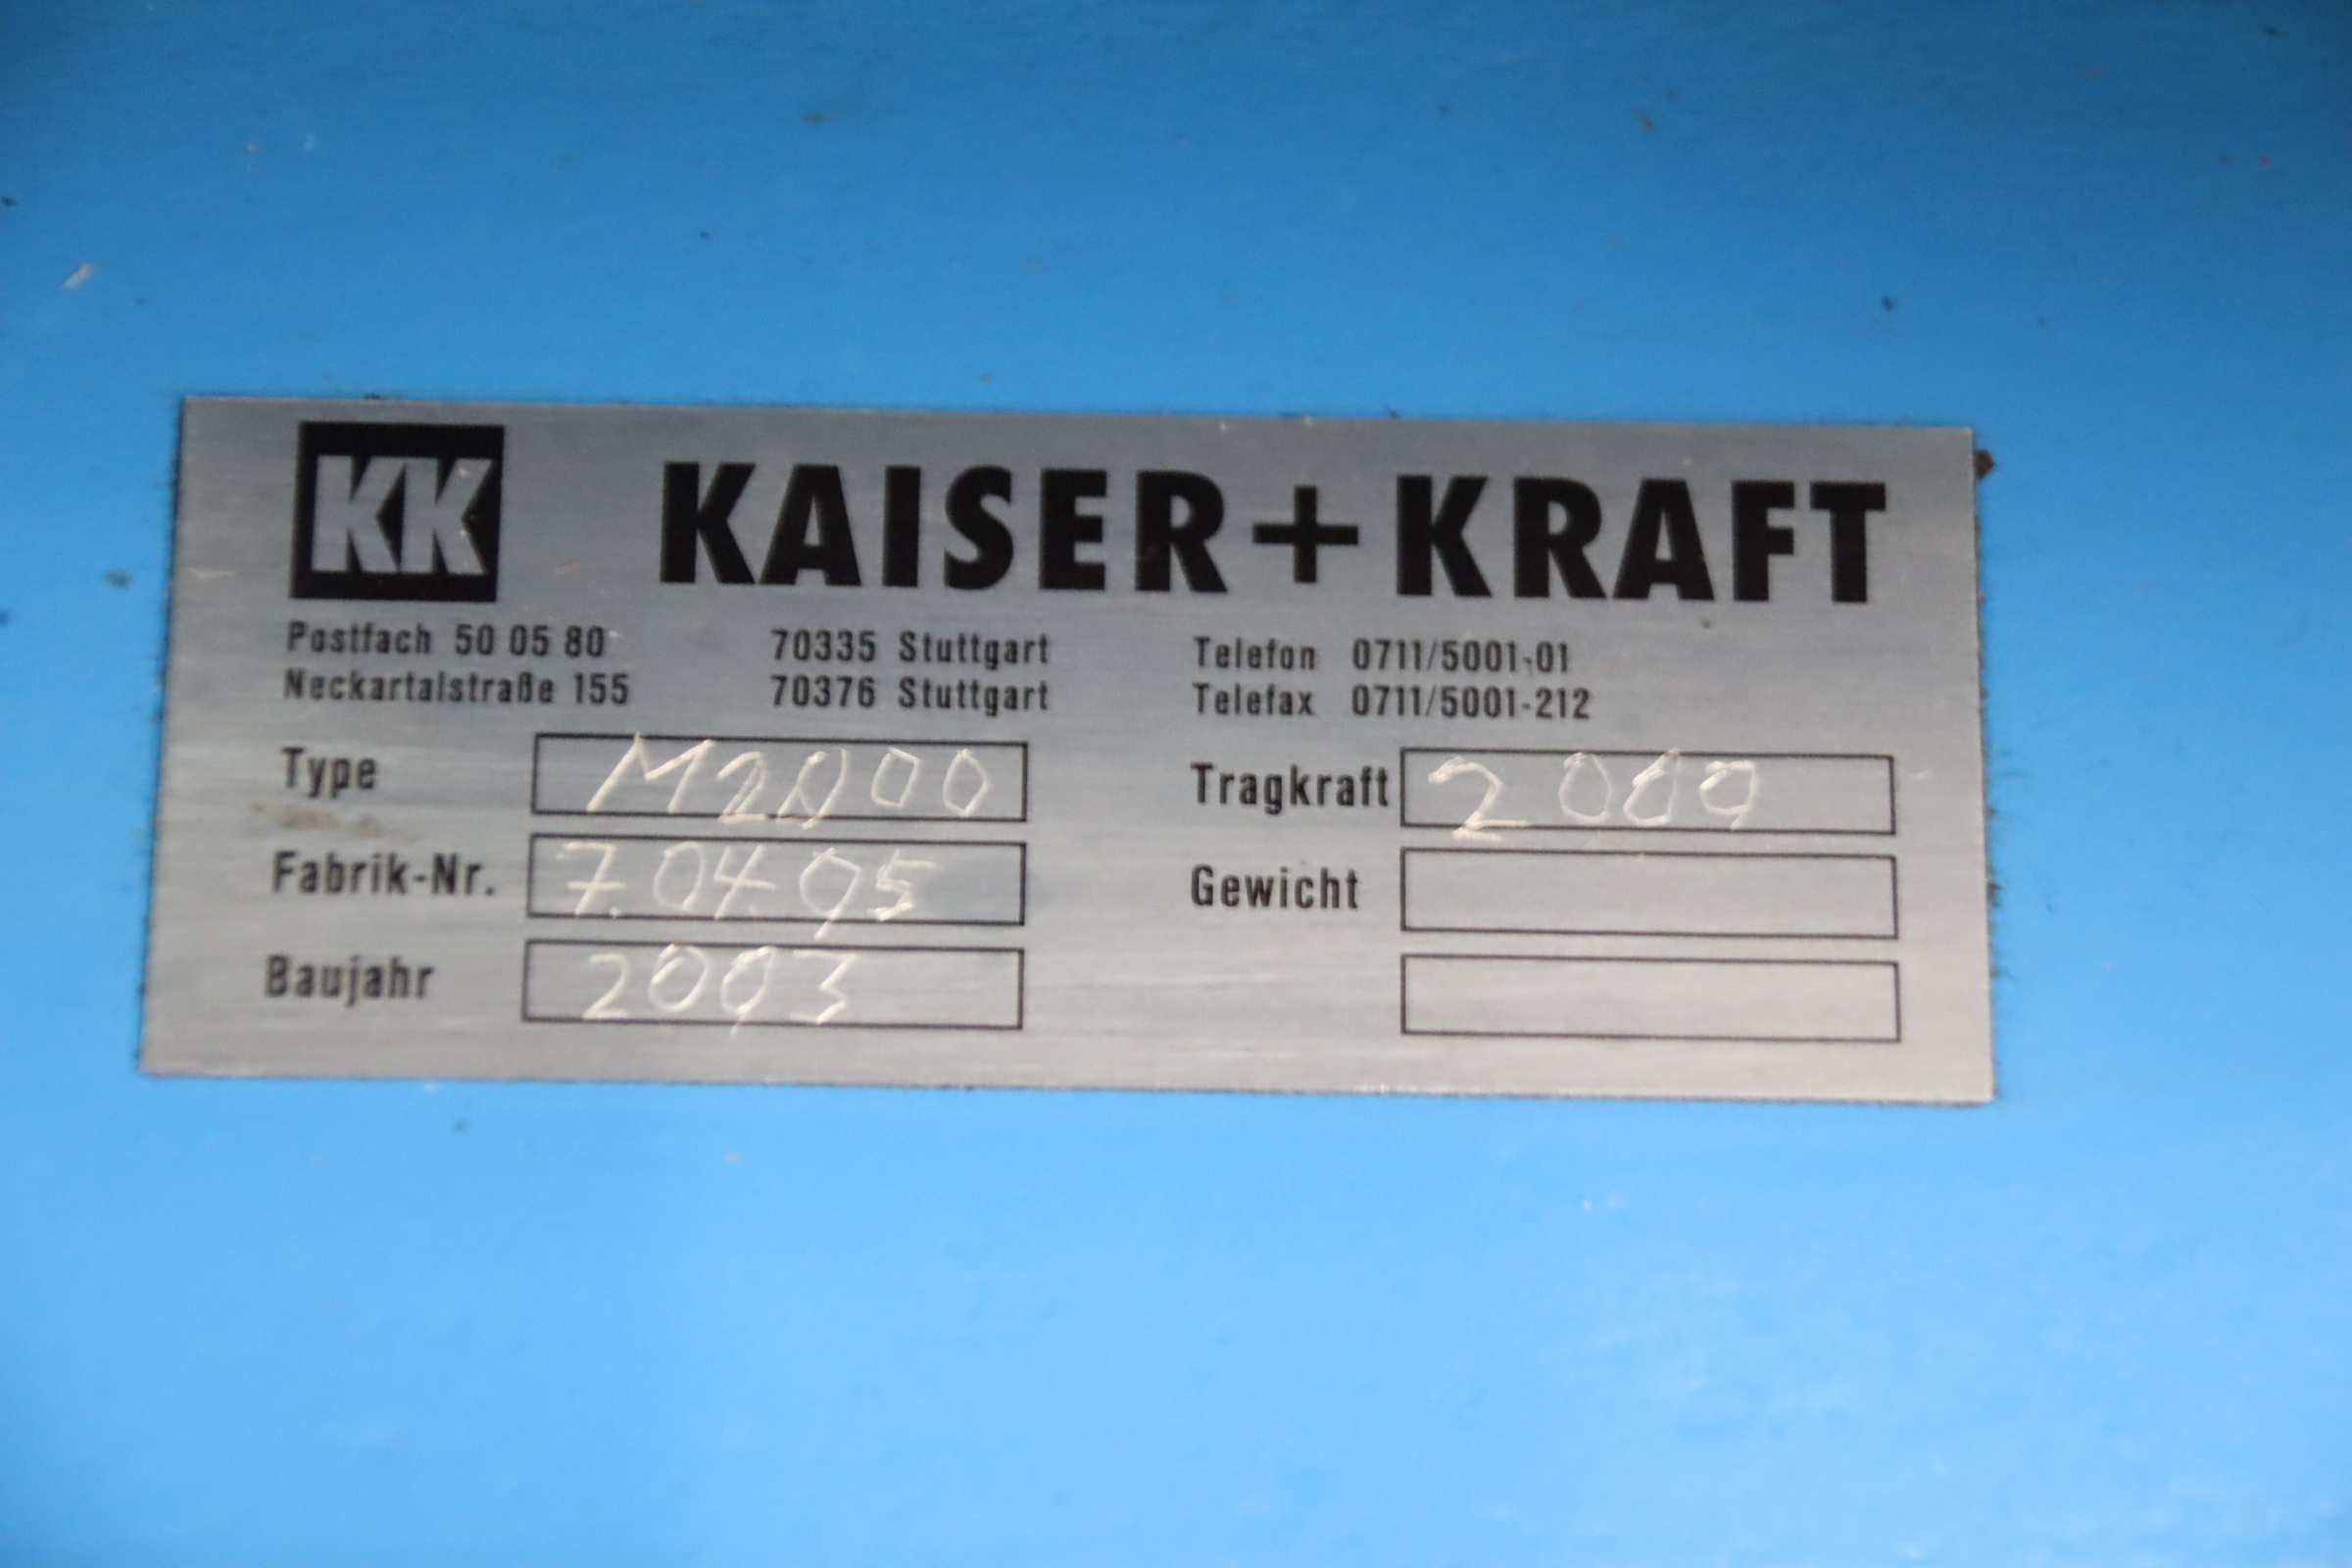 KK KAISER+KRAFT
Postfach 50 05 80 70335 Stuttgart Telefon 0711/5001-01
Neckartalstraße 155 70376 Stuttgart Telefax 0711/5001-212
Type M2000 Tragkraft 2000
Fabrik-Nr. 7.04.05 Gewicht
Baujahr 2003